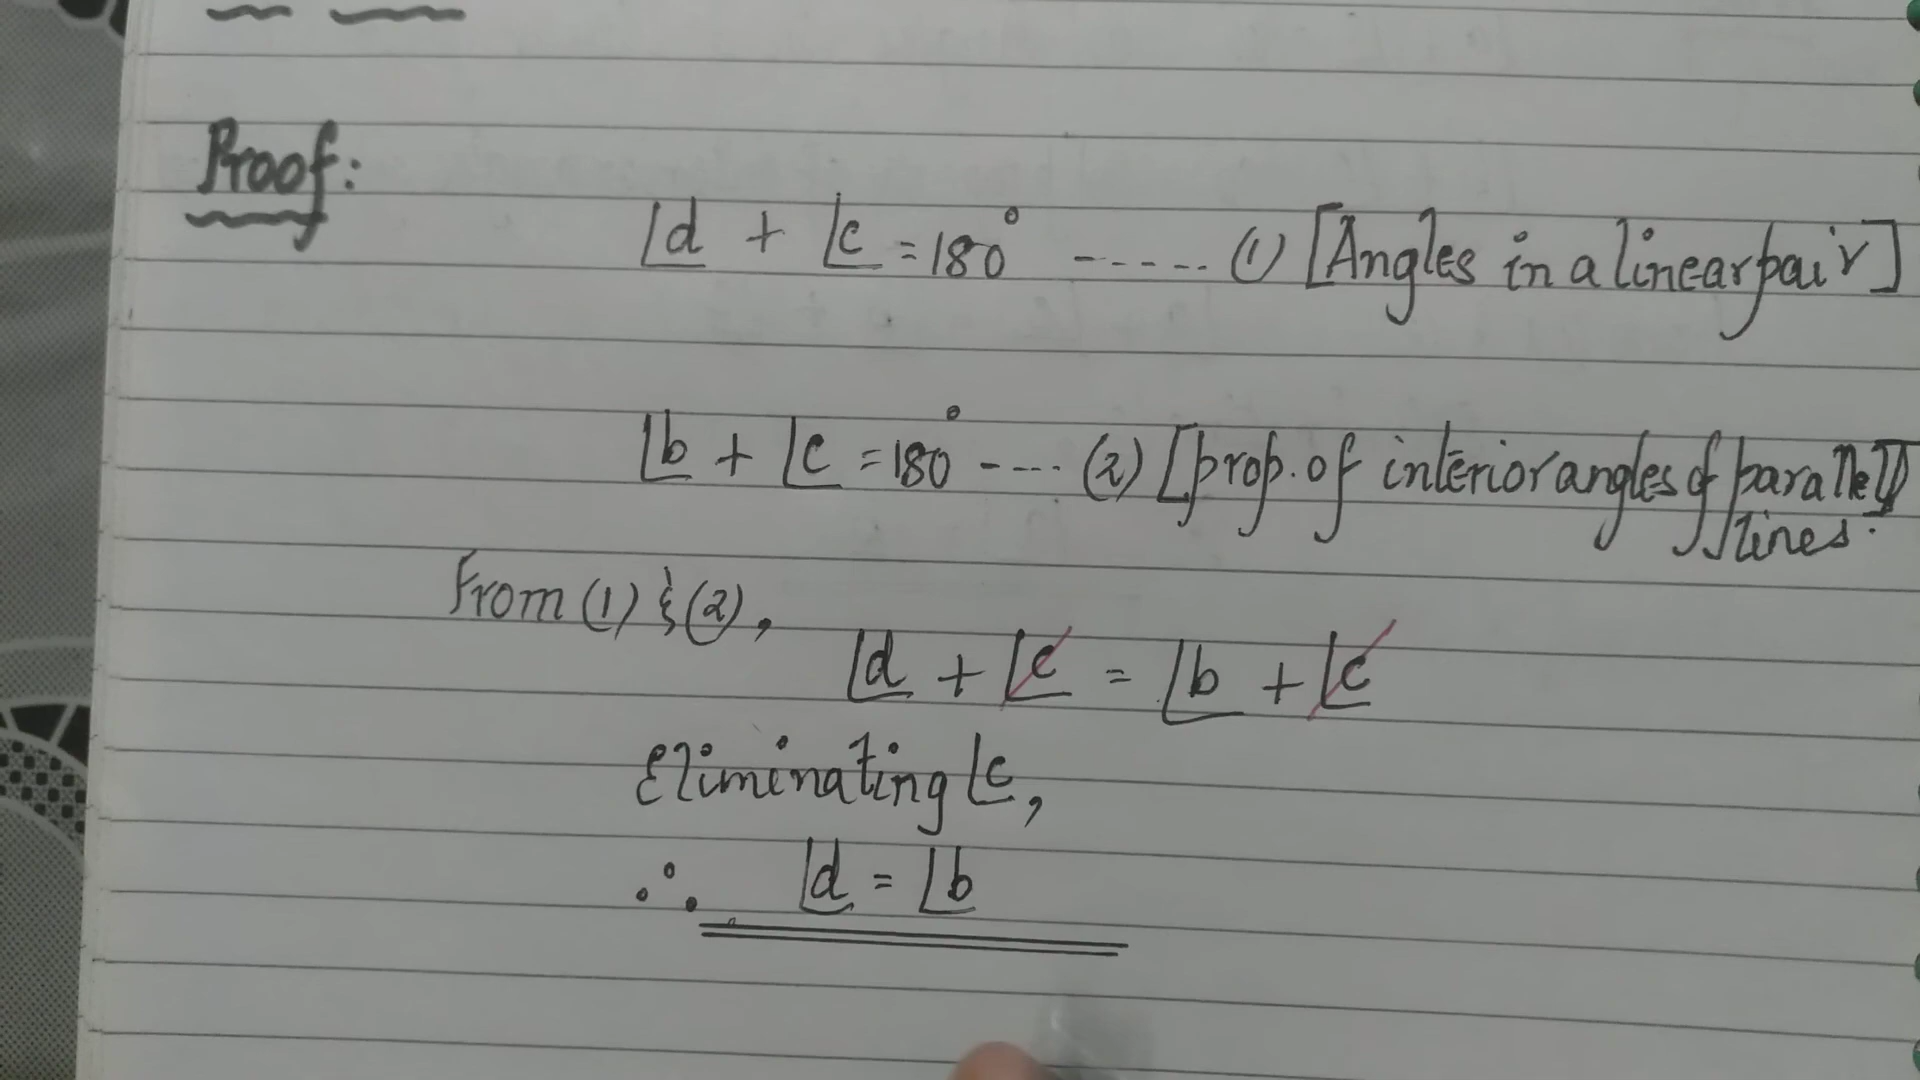 Proof:
∠d + ∠c = 180° ----- (1) [Angles in a linear pair]
∠b + ∠c = 180° ---- (2) [prop. of interior angles of parallel
lines.
From (1) & (2),
∠d + ∠c = ∠b + ∠c
Eliminating ∠c,
∴ ∠d = ∠b